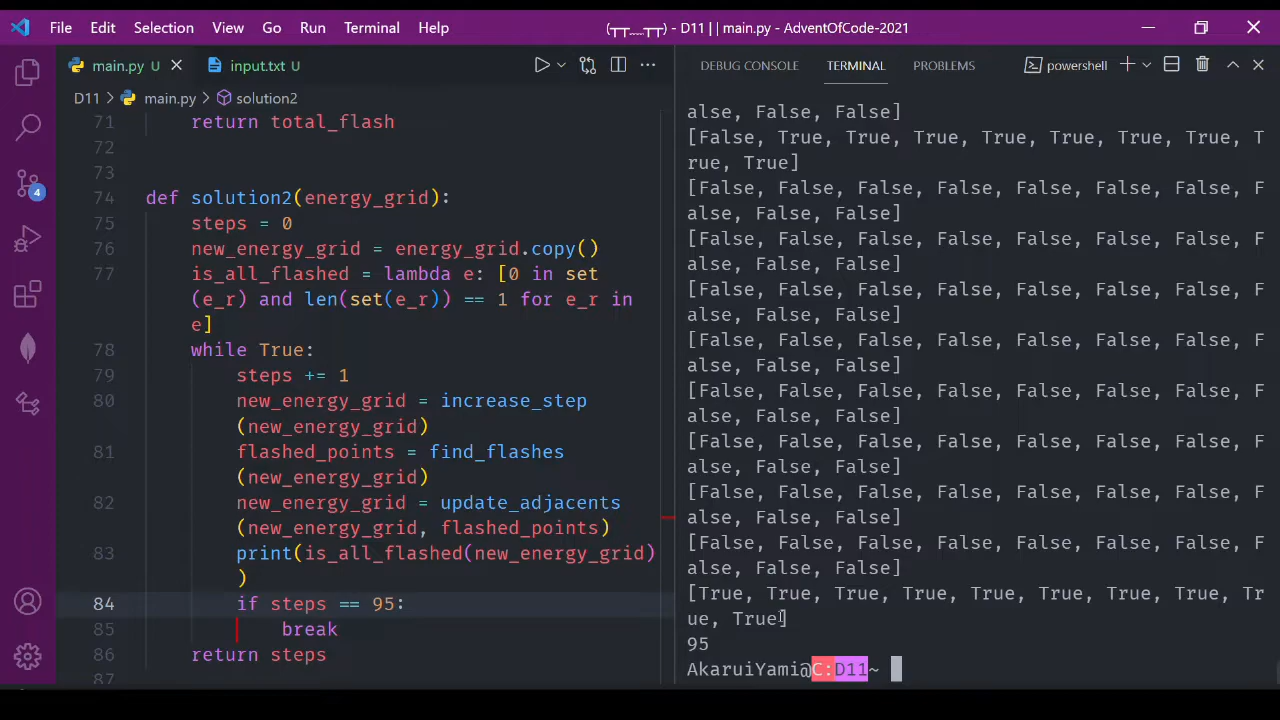 File Edit Selection View Go Run Terminal Help
(┬┬﹏┬┬) - D11 | | main.py - AdventOfCode-2021
main.py U
input.txt U
D11 > main.py > solution2
71 return total_flash
72
73
74 def solution2(energy_grid):
75 steps = 0
76 new_energy_grid = energy_grid.copy()
77 is_all_flashed = lambda e: [0 in set
(e_r) and len(set(e_r)) == 1 for e_r in
e]
78 while True:
79 steps += 1
80 new_energy_grid = increase_step
(new_energy_grid)
81 flashed_points = find_flashes
(new_energy_grid)
82 new_energy_grid = update_adjacents
(new_energy_grid, flashed_points)
83 print(is_all_flashed(new_energy_grid)
)
84 if steps == 95:
85 break
86 return steps
87
4
DEBUG CONSOLE TERMINAL PROBLEMS powershell
alse, False, False]
[False, True, True, True, True, True, True, True, T
rue, True]
[False, False, False, False, False, False, False, F
alse, False, False]
[False, False, False, False, False, False, False, F
alse, False, False]
[False, False, False, False, False, False, False, F
alse, False, False]
[False, False, False, False, False, False, False, F
alse, False, False]
[False, False, False, False, False, False, False, F
alse, False, False]
[False, False, False, False, False, False, False, F
alse, False, False]
[False, False, False, False, False, False, False, F
alse, False, False]
[False, False, False, False, False, False, False, F
alse, False, False]
[True, True, True, True, True, True, True, True, Tr
ue, True]
95
AkaruiYami@C:D11~